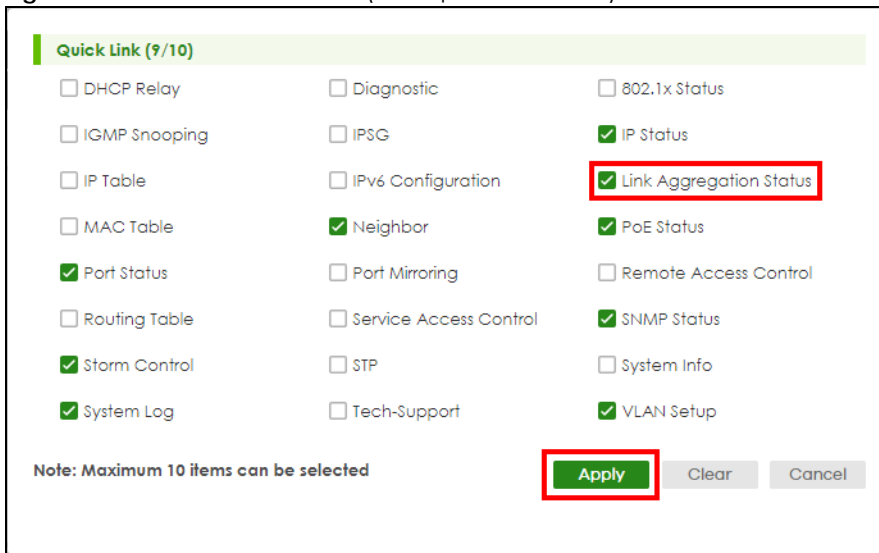 Quick Link (9/10)
DHCP Relay Diagnostic 802.1x Status
IGMP Snooping IPSG IP Status
IP Table IPv6 Configuration Link Aggregation Status
MAC Table Neighbor PoE Status
Port Status Port Mirroring Remote Access Control
Routing Table Service Access Control SNMP Status
Storm Control STP System Info
System Log Tech-Support VLAN Setup
Note: Maximum 10 items can be selected Apply Clear Cancel